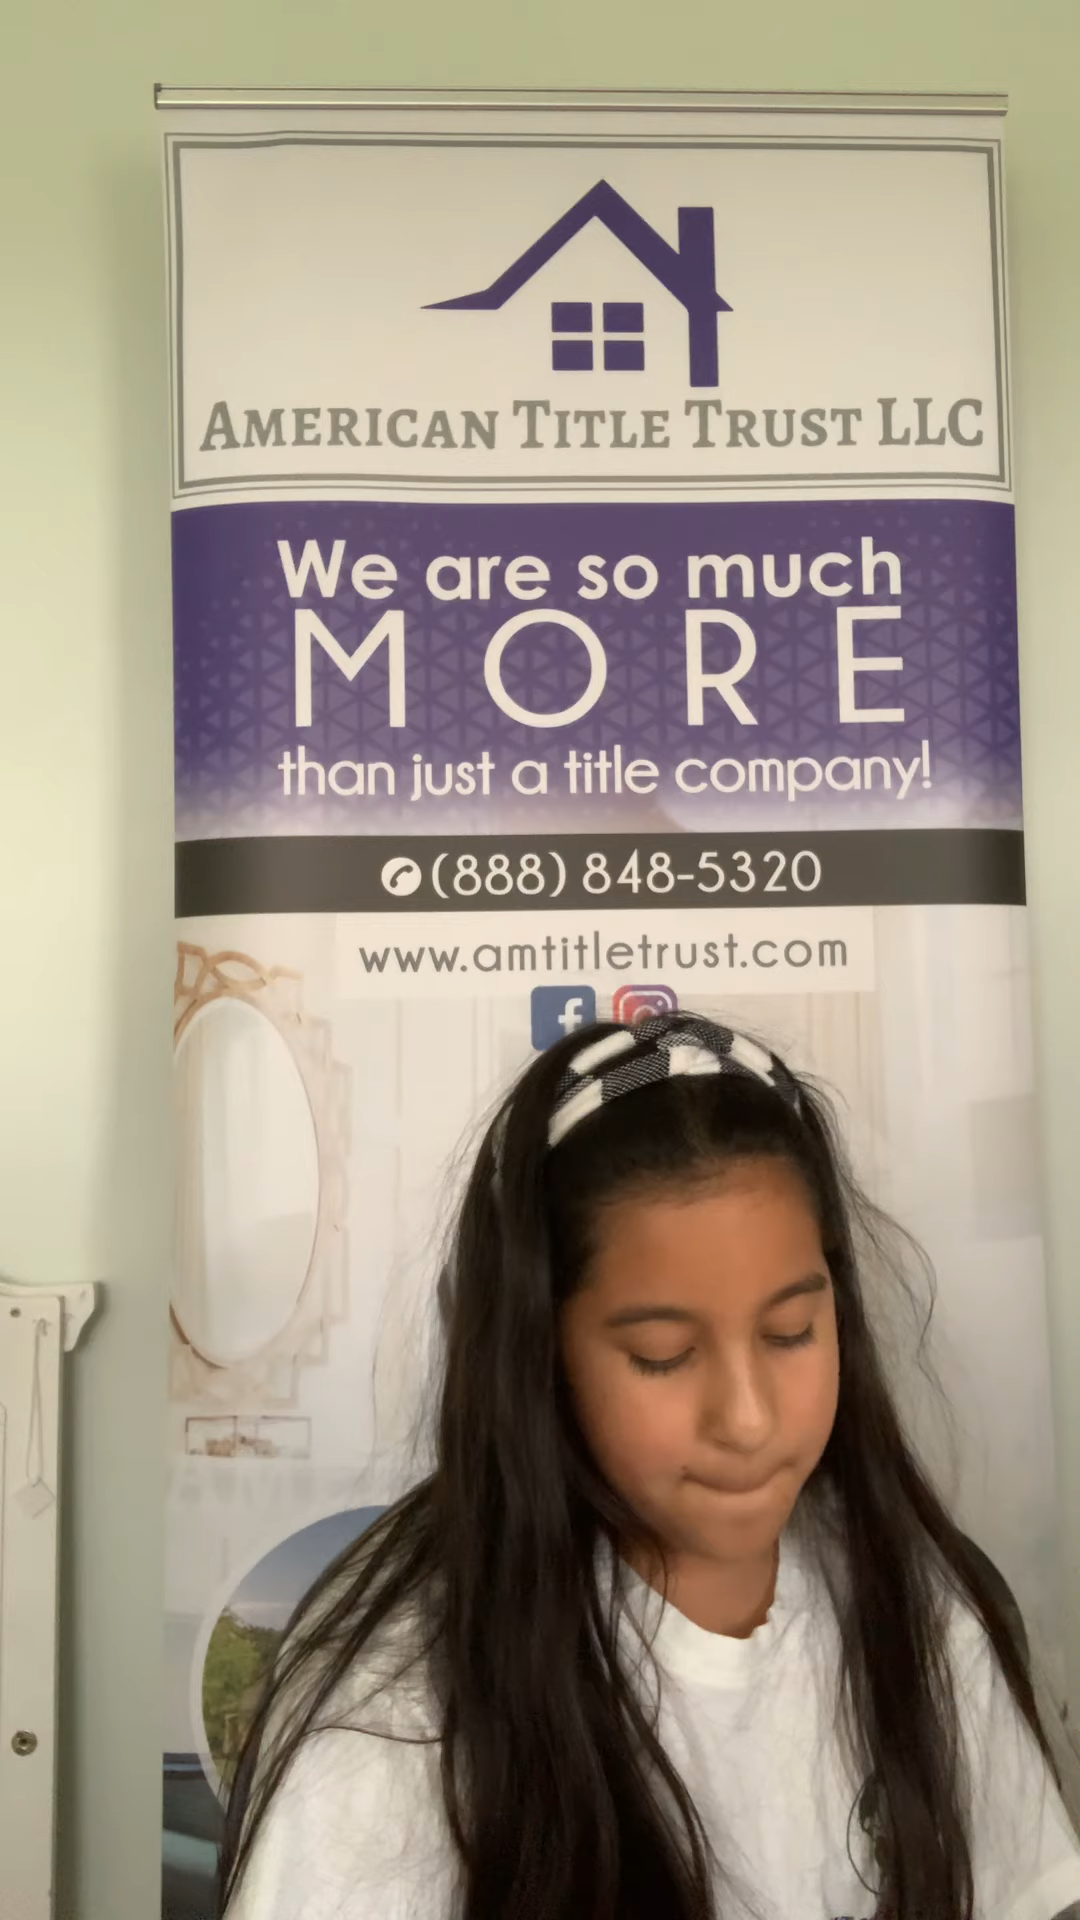 AMERICAN TITLE TRUST LLC
We are so much
MORE
than just a title company!
(888) 848-5320
www.amtitletrust.com
f